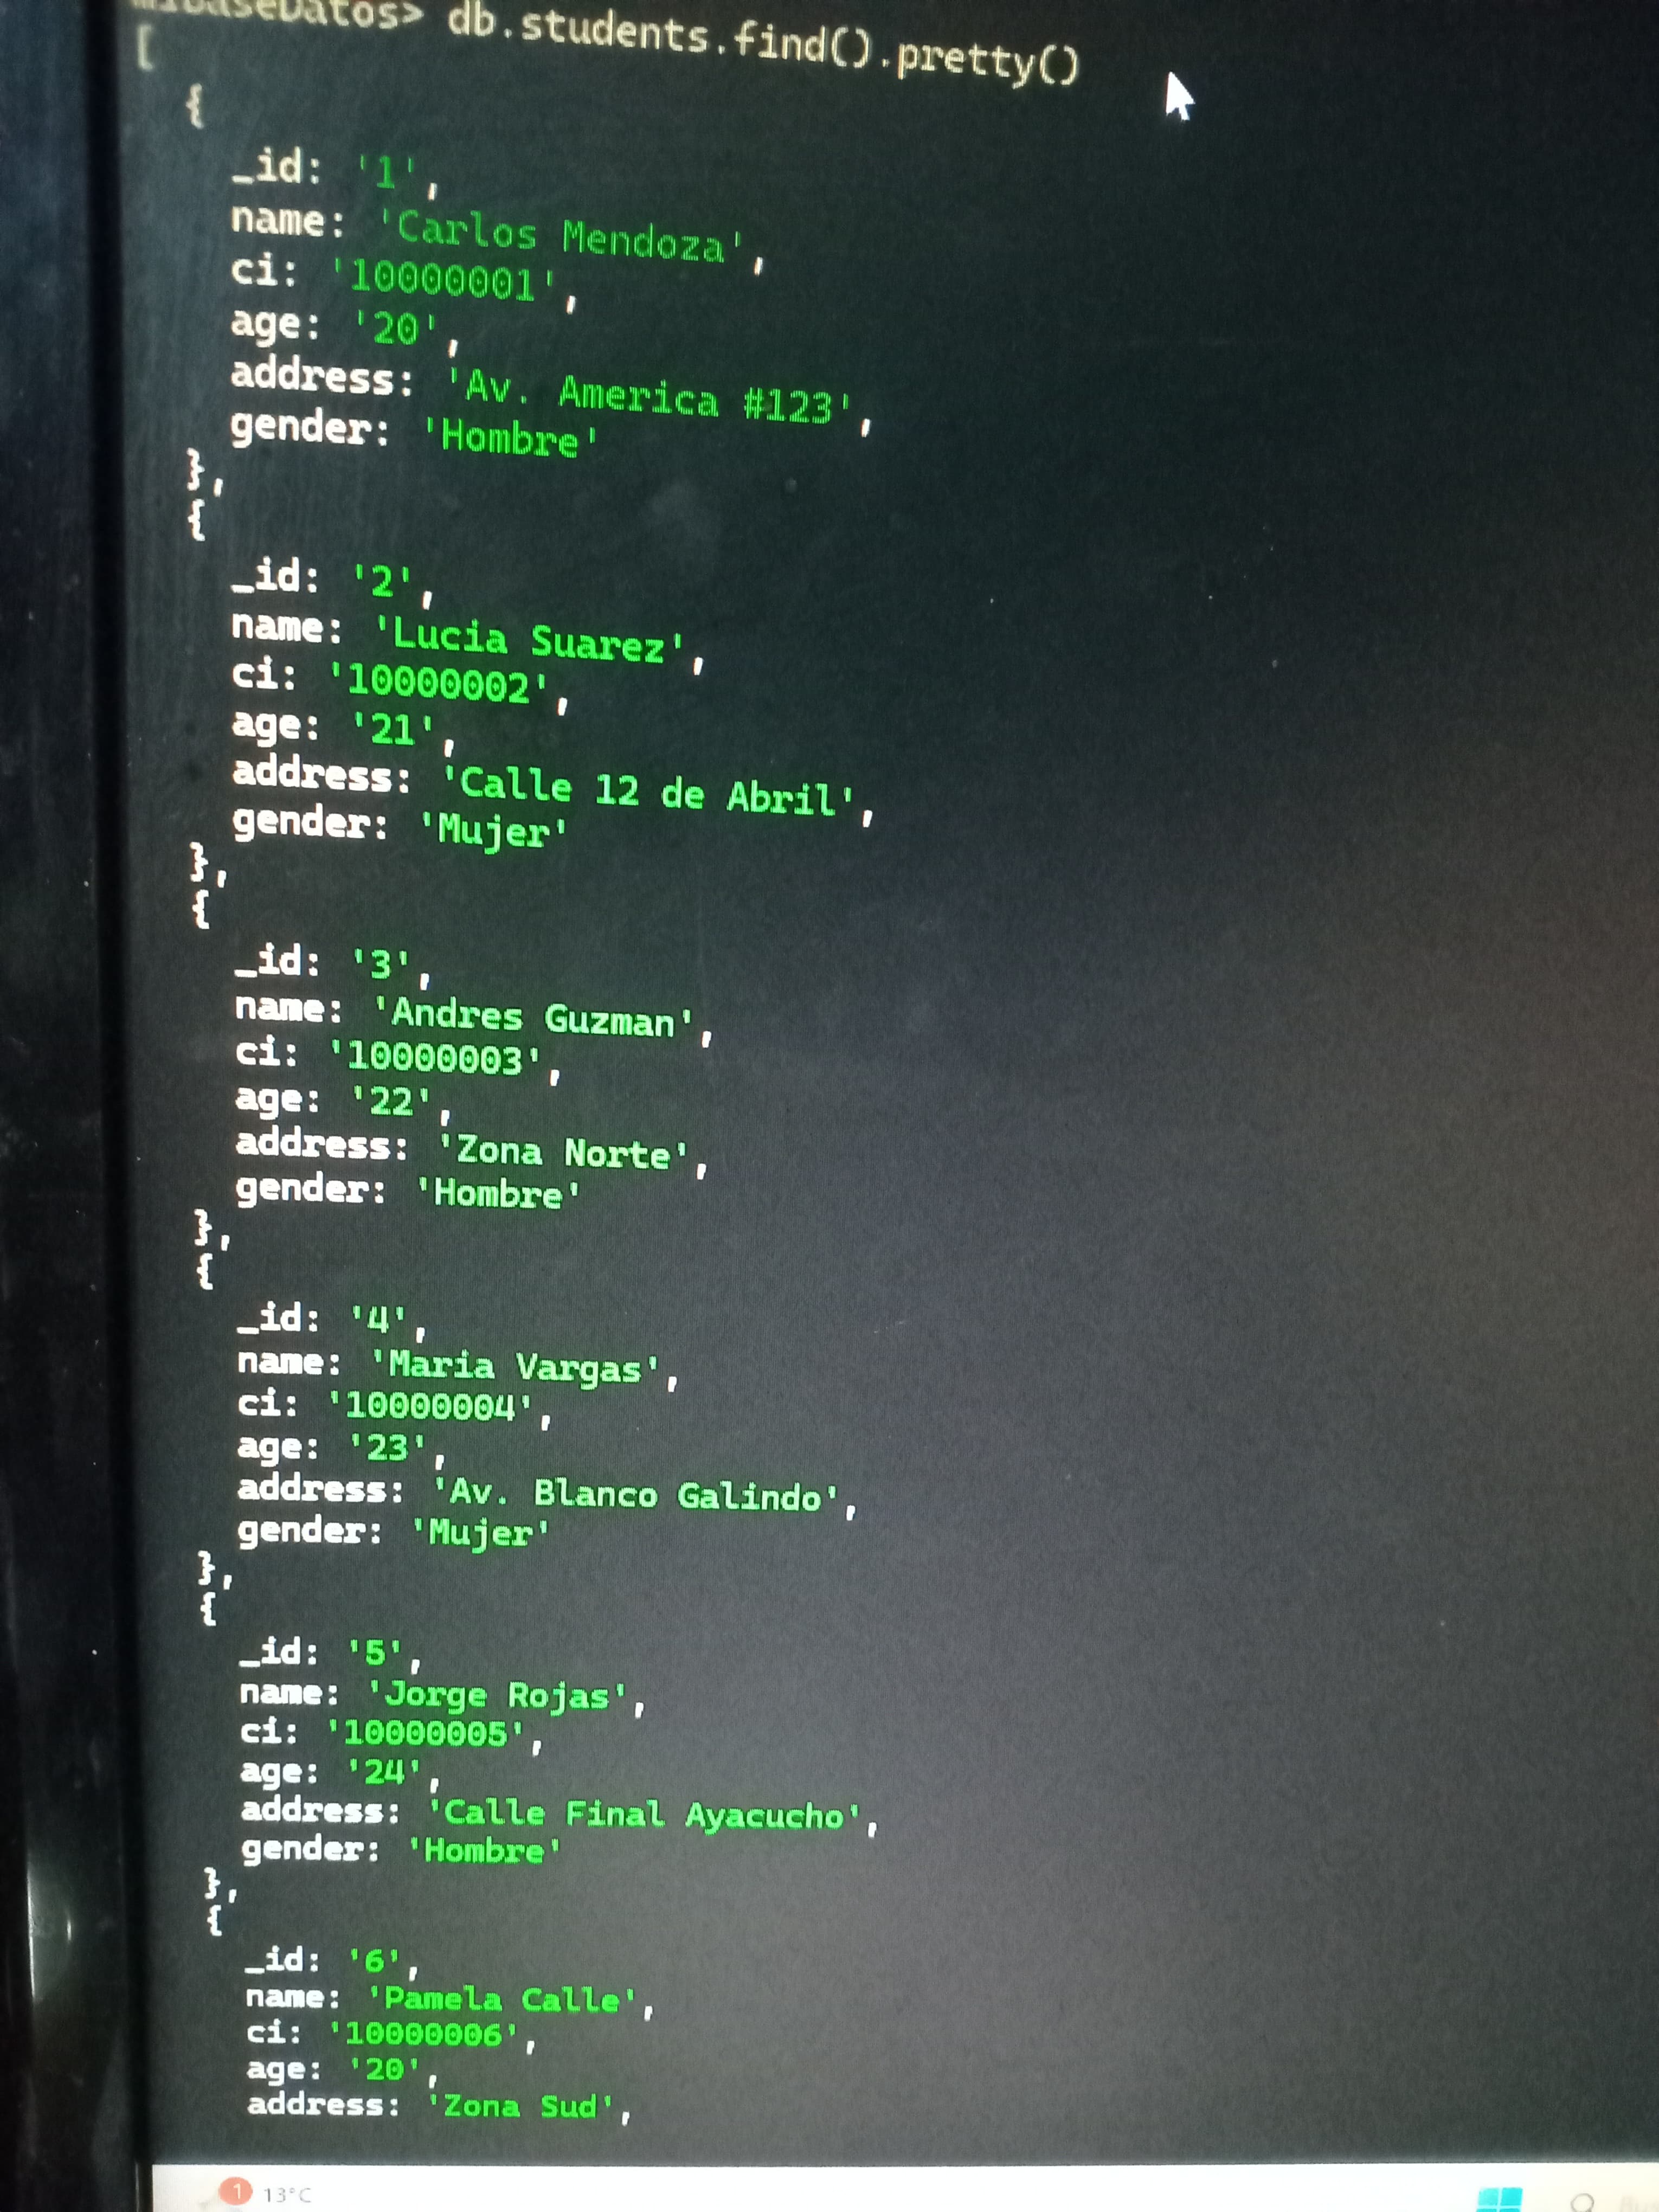 miBaseDatos> db.students.find().pretty()
[
{
_id: '1',
name: 'Carlos Mendoza',
ci: '10000001',
age: '20',
address: 'Av. America #123',
gender: 'Hombre'
},
{
_id: '2',
name: 'Lucia Suarez',
ci: '10000002',
age: '21',
address: 'Calle 12 de Abril',
gender: 'Mujer'
},
{
_id: '3',
name: 'Andres Guzman',
ci: '10000003',
age: '22',
address: 'Zona Norte',
gender: 'Hombre'
},
{
_id: '4',
name: 'Maria Vargas',
ci: '10000004',
age: '23',
address: 'Av. Blanco Galindo',
gender: 'Mujer'
},
{
_id: '5',
name: 'Jorge Rojas',
ci: '10000005',
age: '24',
address: 'Calle Final Ayacucho',
gender: 'Hombre'
},
{
_id: '6',
name: 'Pamela Calle',
ci: '10000006',
age: '20',
address: 'Zona Sud',
1 13°C